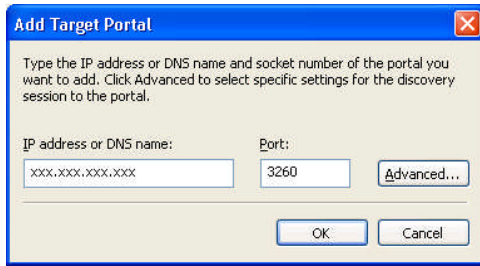 Add Target Portal
Type the IP address or DNS name and socket number of the portal you
want to add. Click Advanced to select specific settings for the discovery
session to the portal.
IP address or DNS name: Port:
xxx.xxx.xxx.xxx 3260 Advanced...
OK Cancel